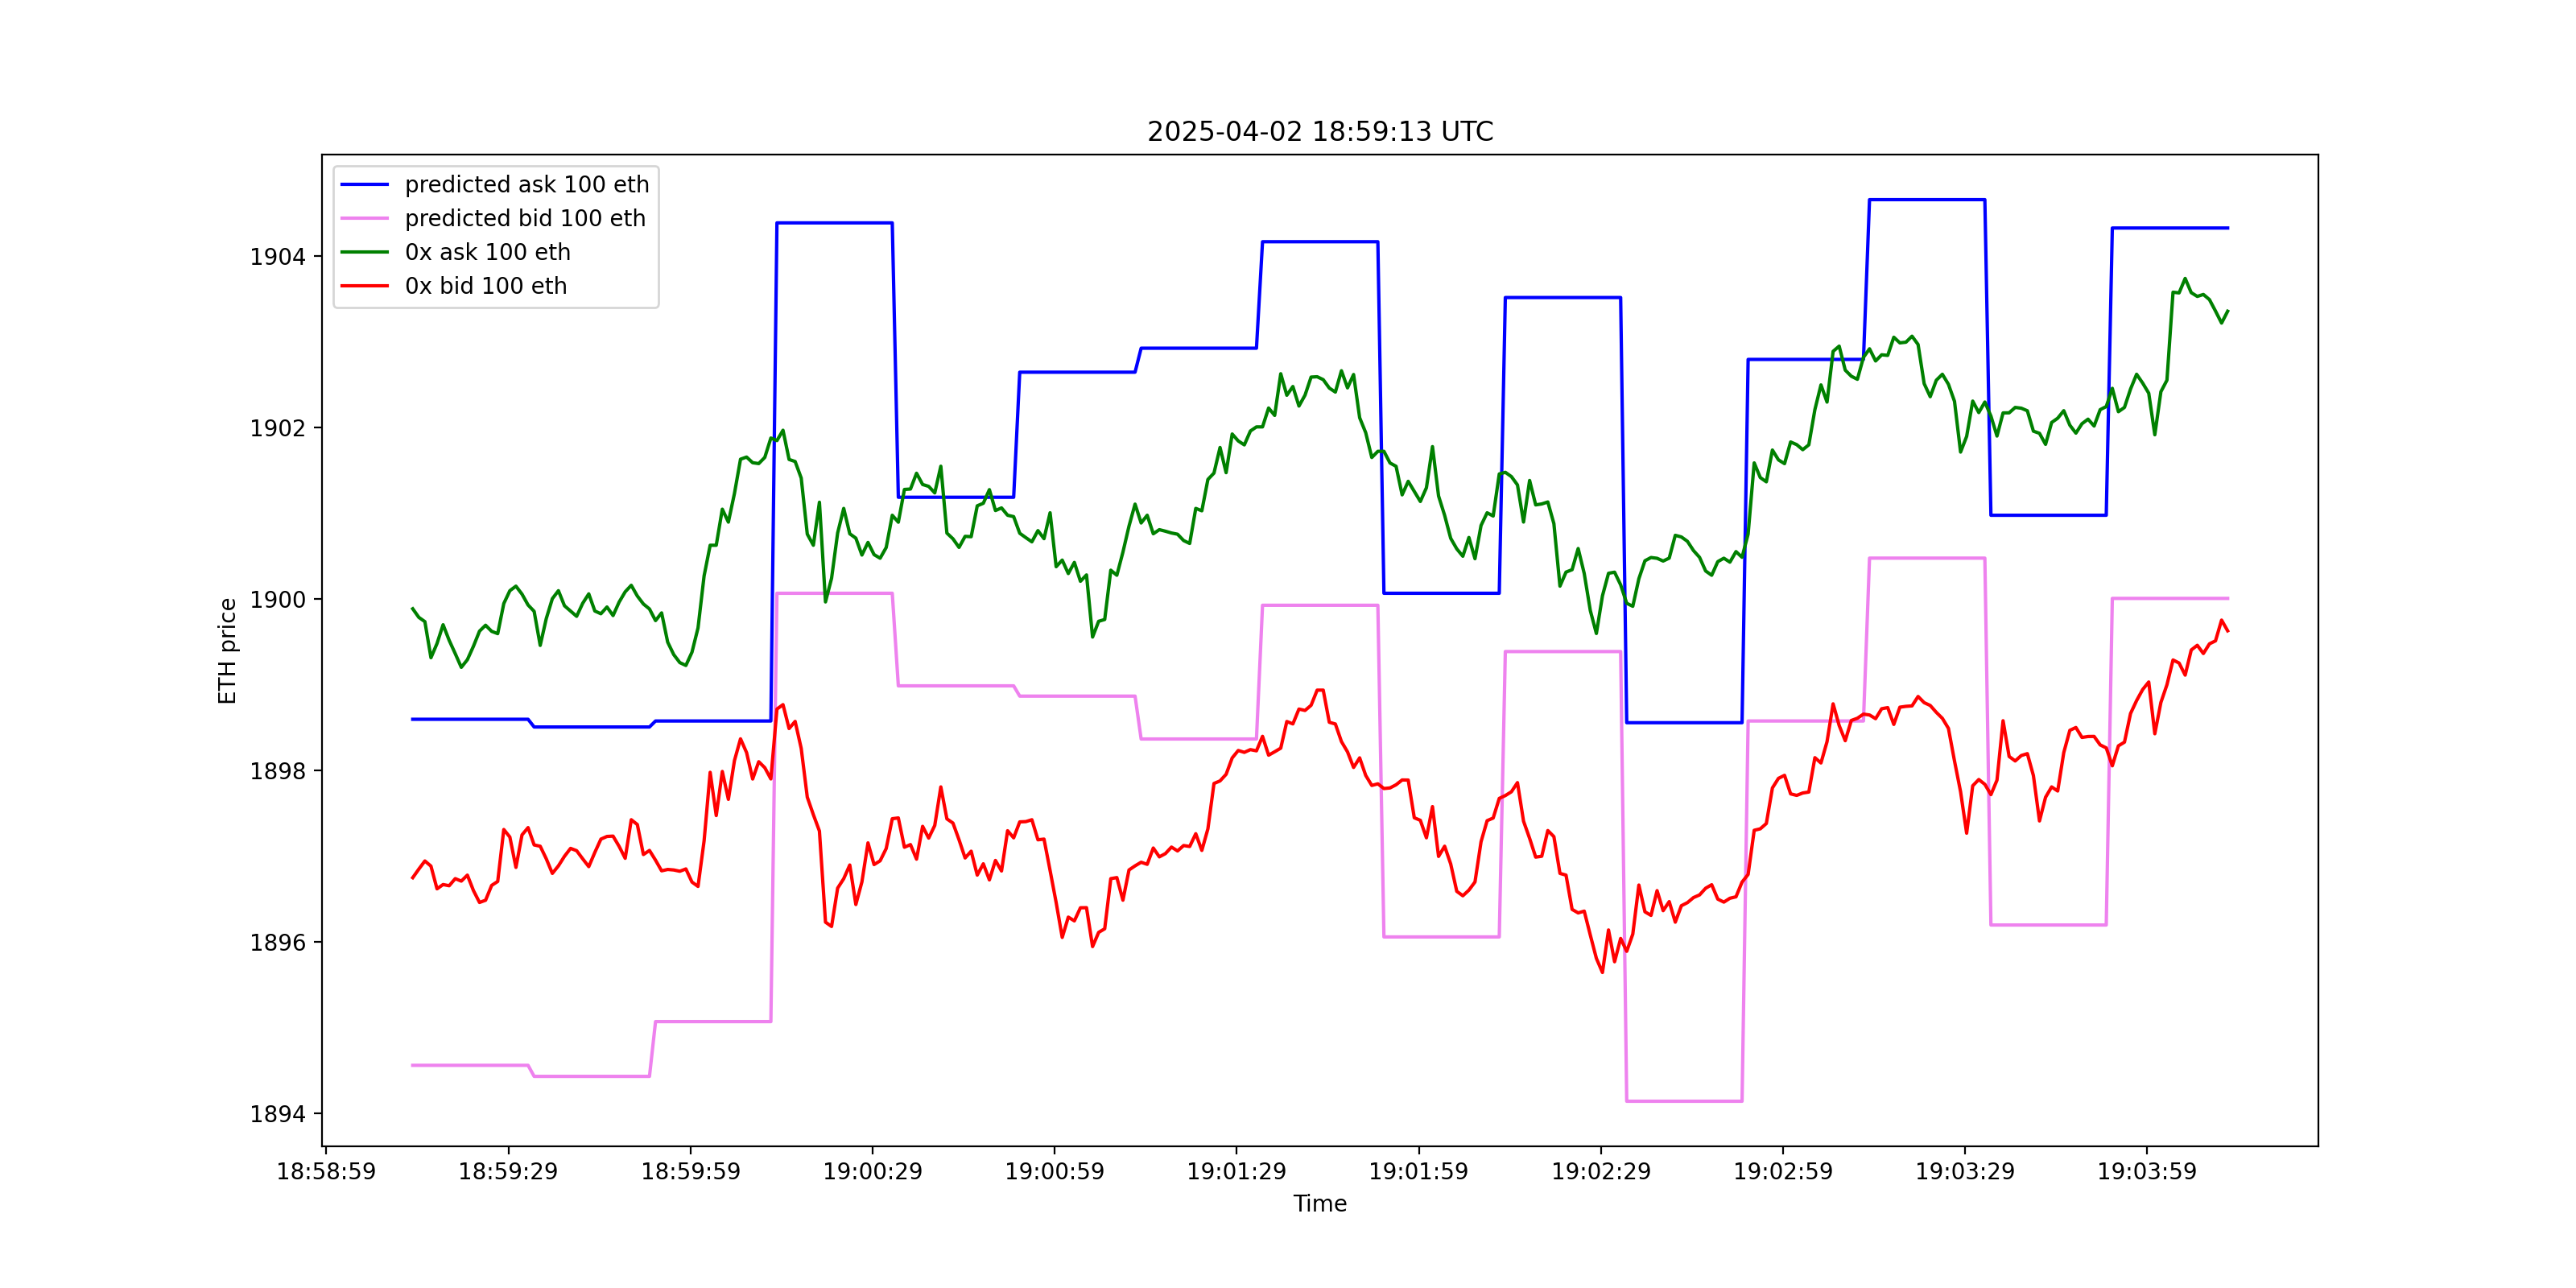 2025-04-02 18:59:13 UTC
predicted ask 100 eth
predicted bid 100 eth
0x ask 100 eth
0x bid 100 eth
ETH price
1904
1902
1900
1898
1896
1894
18:58:59 18:59:29 18:59:59 19:00:29 19:00:59 19:01:29 19:01:59 19:02:29 19:02:59 19:03:29 19:03:59
Time